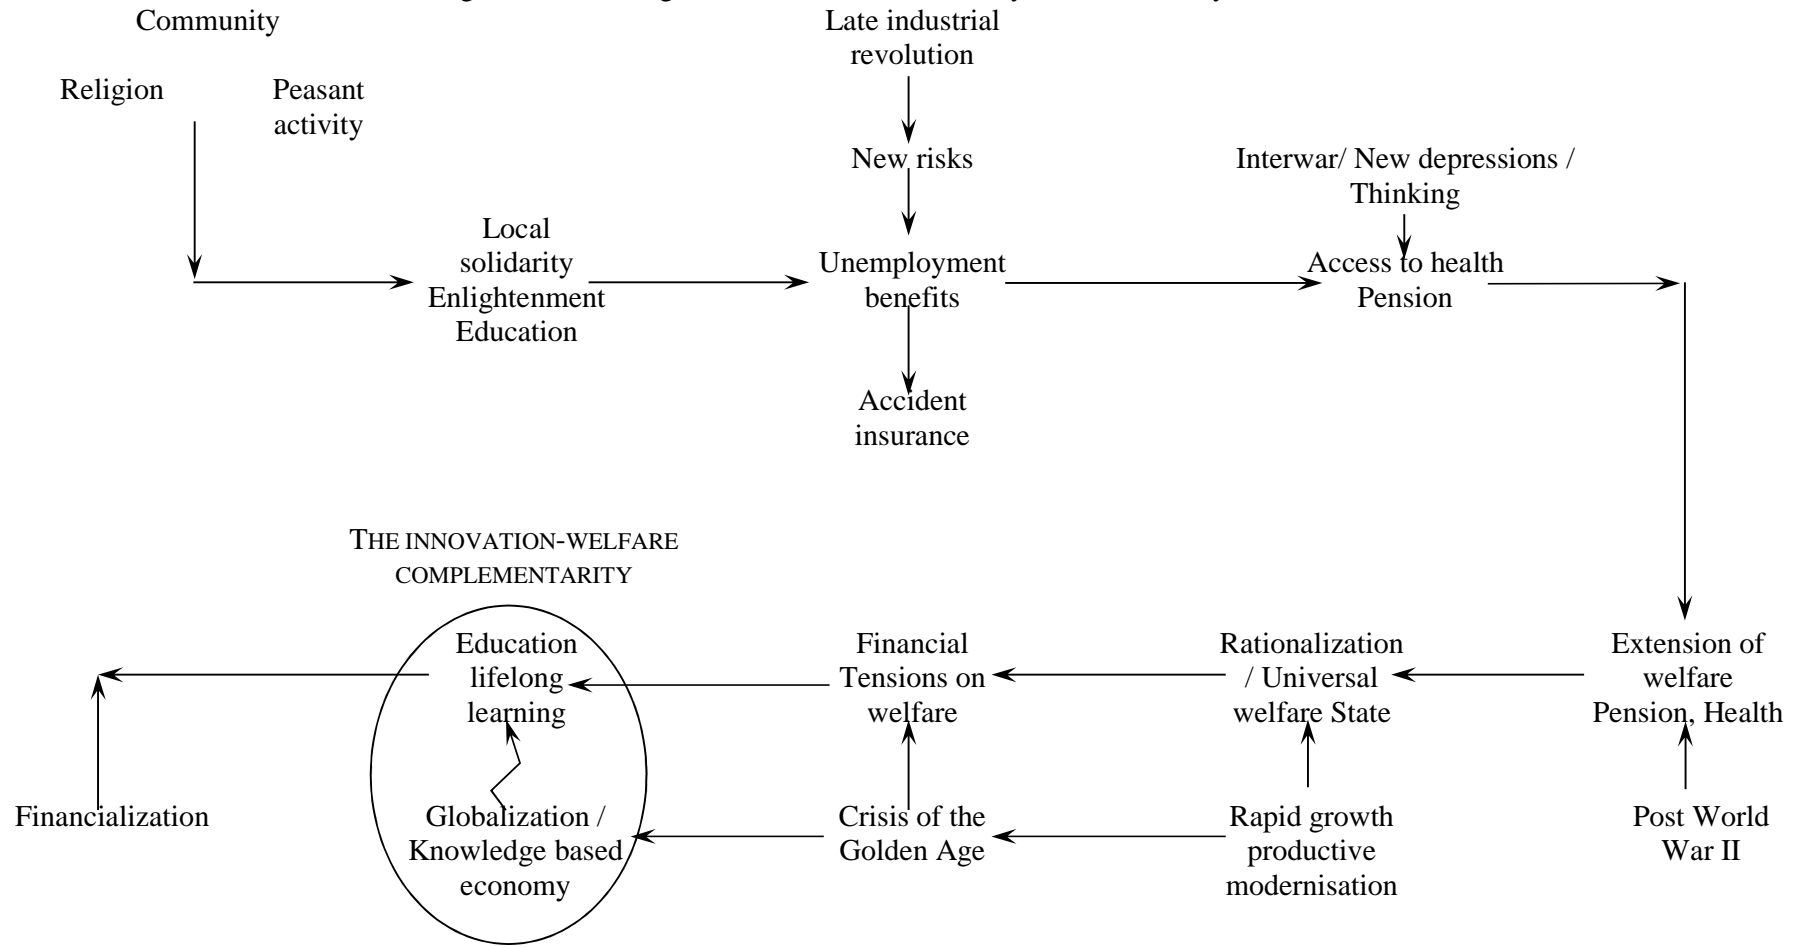 Community
Late industrial
revolution
Religion
Peasant
activity
New risks
Interwar/ New depressions /
Thinking
Local
solidarity
Enlightenment
Education
Unemployment
benefits
Access to health
Pension
Accident
insurance
THE INNOVATION-WELFARE
COMPLEMENTARITY
Education
lifelong
learning
Financial
Tensions on
welfare
Rationalization
/ Universal
welfare State
Extension of
welfare
Pension, Health
Financialization
Globalization /
Knowledge based
economy
Crisis of the
Golden Age
Rapid growth
productive
modernisation
Post World
War II